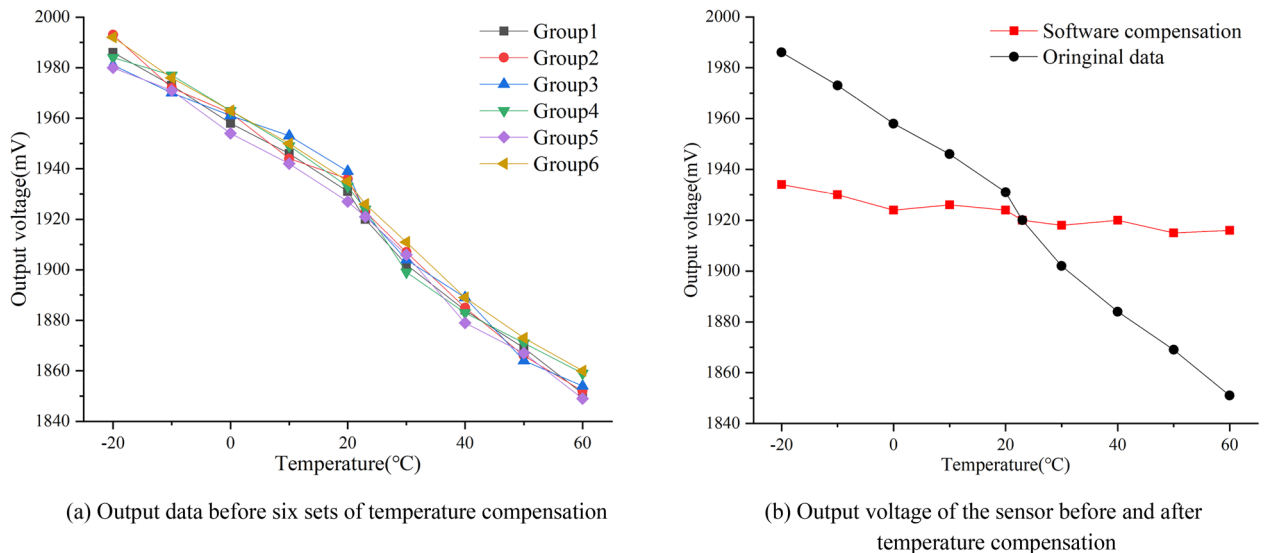 2000
1980
1960
1940
1920
1900
1880
1860
1840
Output voltage(mV)
-20
0
20
40
60
Temperature(℃)
Group1
Group2
Group3
Group4
Group5
Group6
(a) Output data before six sets of temperature compensation
2000
1980
1960
1940
1920
1900
1880
1860
1840
Output voltage(mV)
-20
0
20
40
60
Temperature(℃)
Software compensation
Oringinal data
(b) Output voltage of the sensor before and after
temperature compensation